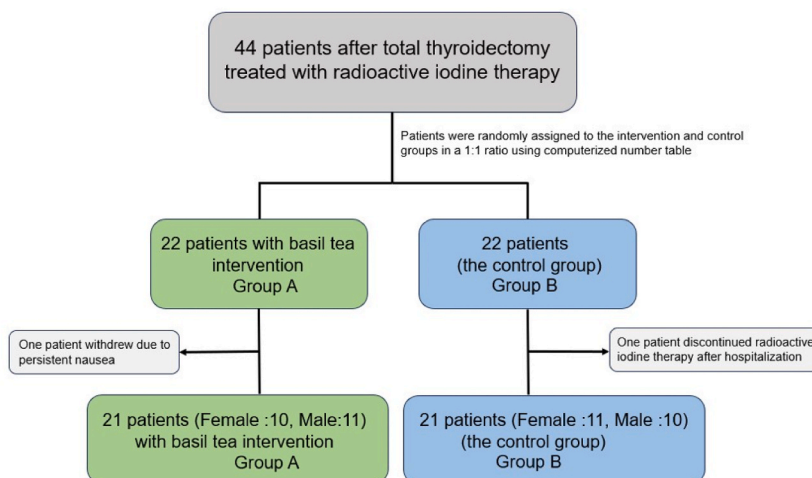 44 patients after total thyroidectomy
treated with radioactive iodine therapy
Patients were randomly assigned to the intervention and control
groups in a 1:1 ratio using computerized number table
22 patients with basil tea
intervention
Group A
22 patients
(the control group)
Group B
One patient withdrew due to
persistent nausea
One patient discontinued radioactive
iodine therapy after hospitalization
21 patients (Female :10, Male:11)
with basil tea intervention
Group A
21 patients (Female :11, Male :10)
(the control group)
Group B